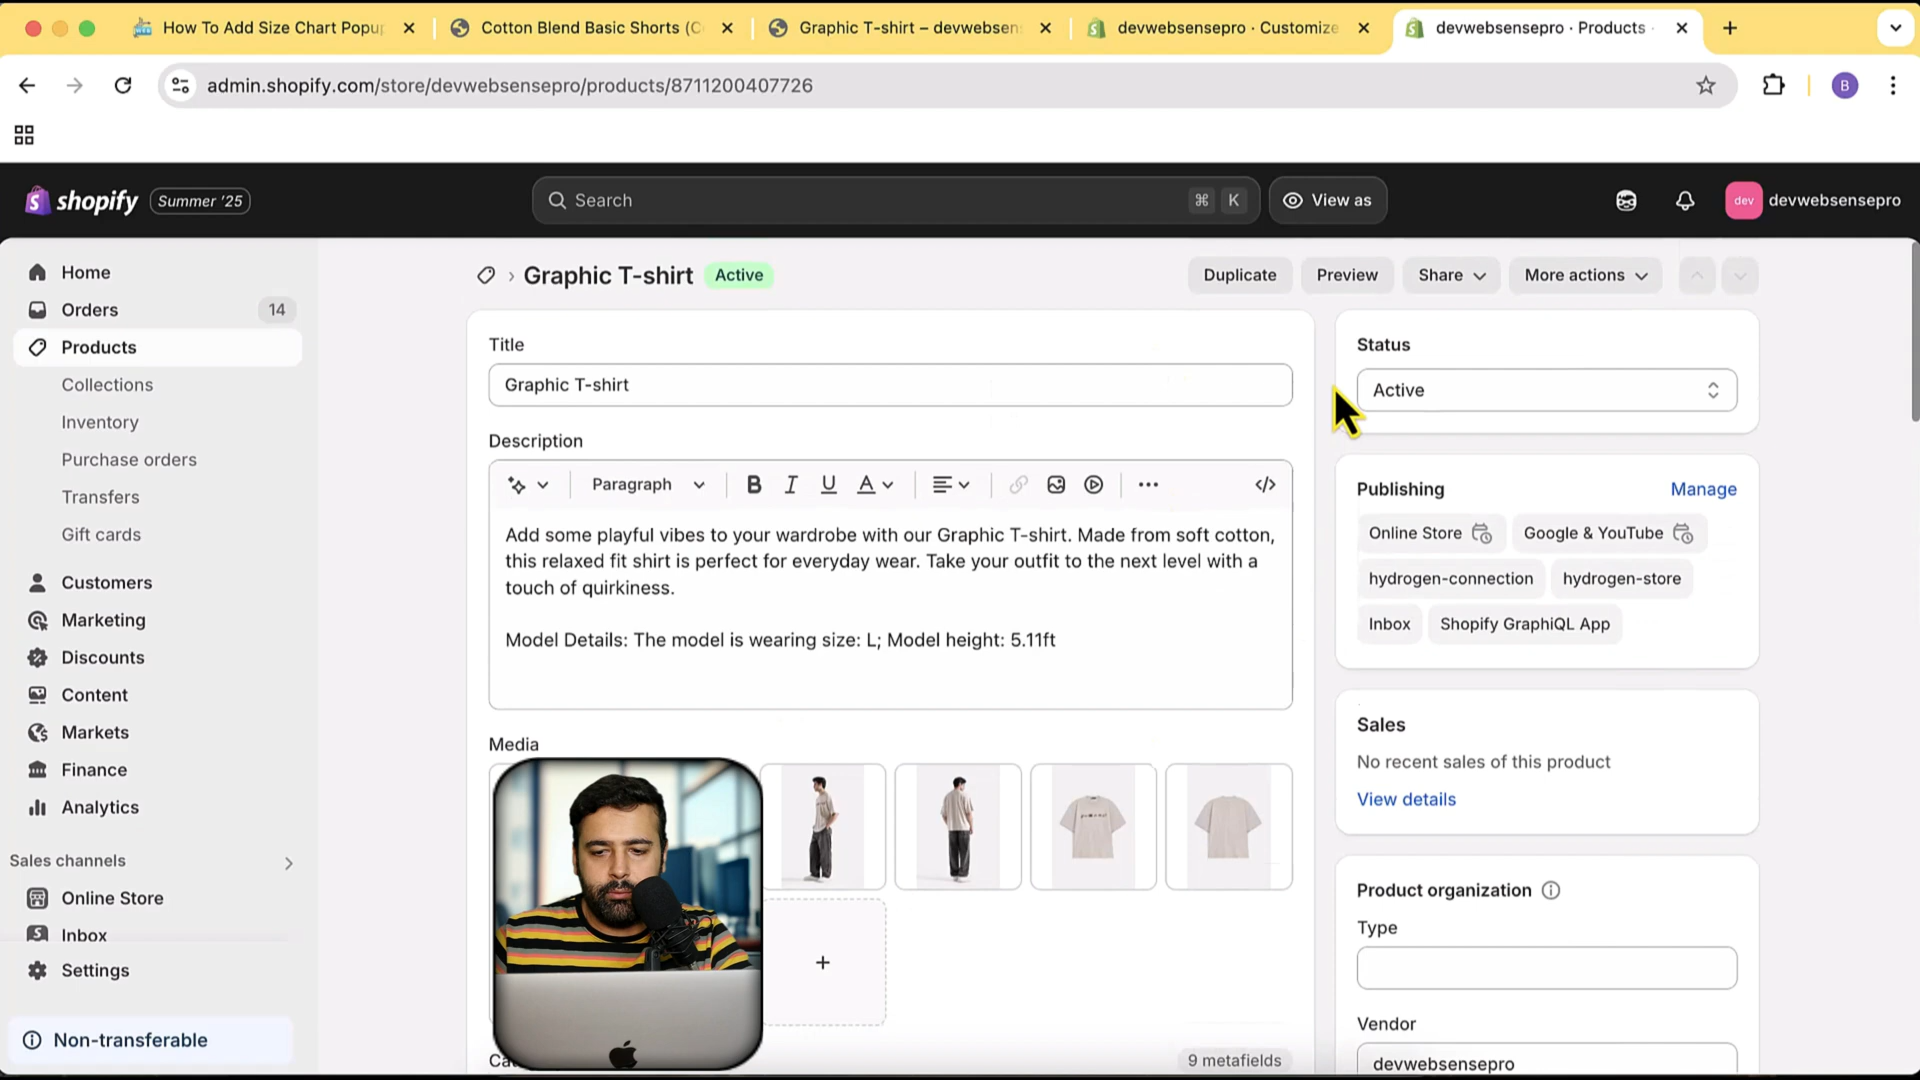 How To Add Size Chart Popu
Cotton Blend Basic Shorts (C
Graphic T-shirt – devwebsen
devwebsensepro · Customize
devwebsensepro · Products
admin.shopify.com/store/devwebsensepro/products/8711200407726
B
shopify
Summer '25
Search
⌘ K
View as
dev
devwebsensepro
Home
Orders
14
Products
Collections
Inventory
Purchase orders
Transfers
Gift cards
Customers
Marketing
Discounts
Content
Markets
Finance
Analytics
Sales channels
Online Store
Inbox
Settings
Non-transferable
Graphic T-shirt
Active
Duplicate
Preview
Share
More actions
Title
Graphic T-shirt
Description
Paragraph
B I U A
Add some playful vibes to your wardrobe with our Graphic T-shirt. Made from soft cotton,
this relaxed fit shirt is perfect for everyday wear. Take your outfit to the next level with a
touch of quirkiness.
Model Details: The model is wearing size: L; Model height: 5.11ft
Media
9 metafields
Status
Active
Publishing
Manage
Online Store
Google & YouTube
hydrogen-connection
hydrogen-store
Inbox
Shopify GraphiQL App
Sales
No recent sales of this product
View details
Product organization
Type
Vendor
devwebsensepro